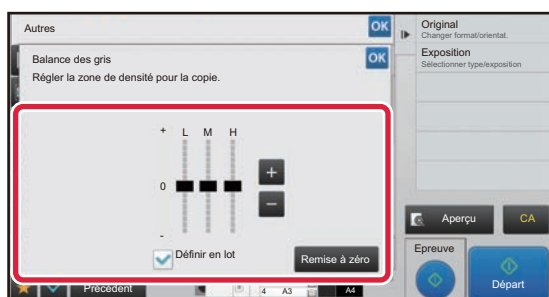 Autres
OK
Balance des gris
OK
Régler la zone de densité pour la copie.
+
L M H
0
-
+
−
Définir en lot
Remise à zéro
Précédent
4 A3
A4
Original
Changer format/orientat.
Exposition
Sélectionner type/exposition
Aperçu
CA
Epreuve
Départ